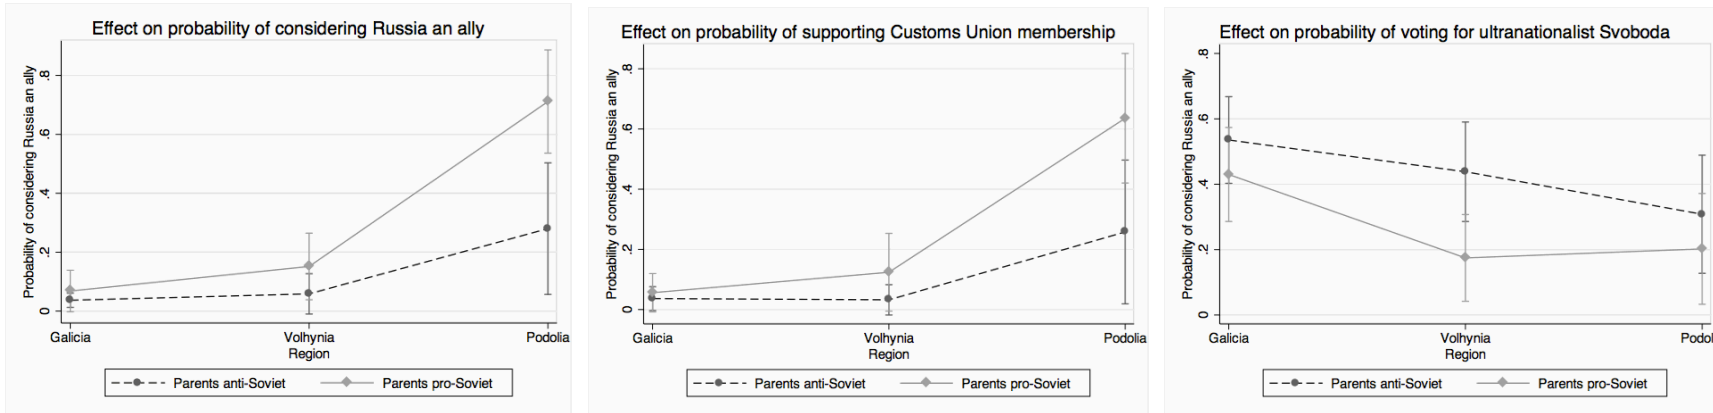 Effect on probability of considering Russia an ally
Probability of considering Russia an ally
.8
.6
.4
.2
0
Galicia Volhynia Podolia
Region
Parents anti-Soviet Parents pro-Soviet
Effect on probability of supporting Customs Union membership
Probability of considering Russia an ally
.8
.6
.4
.2
0
Galicia Volhynia Podolia
Region
Parents anti-Soviet Parents pro-Soviet
Effect on probability of voting for ultranationalist Svoboda
Probability of considering Russia an ally
.8
.6
.4
.2
0
Galicia Volhynia Podol
Region
Parents anti-Soviet Parents pro-Soviet